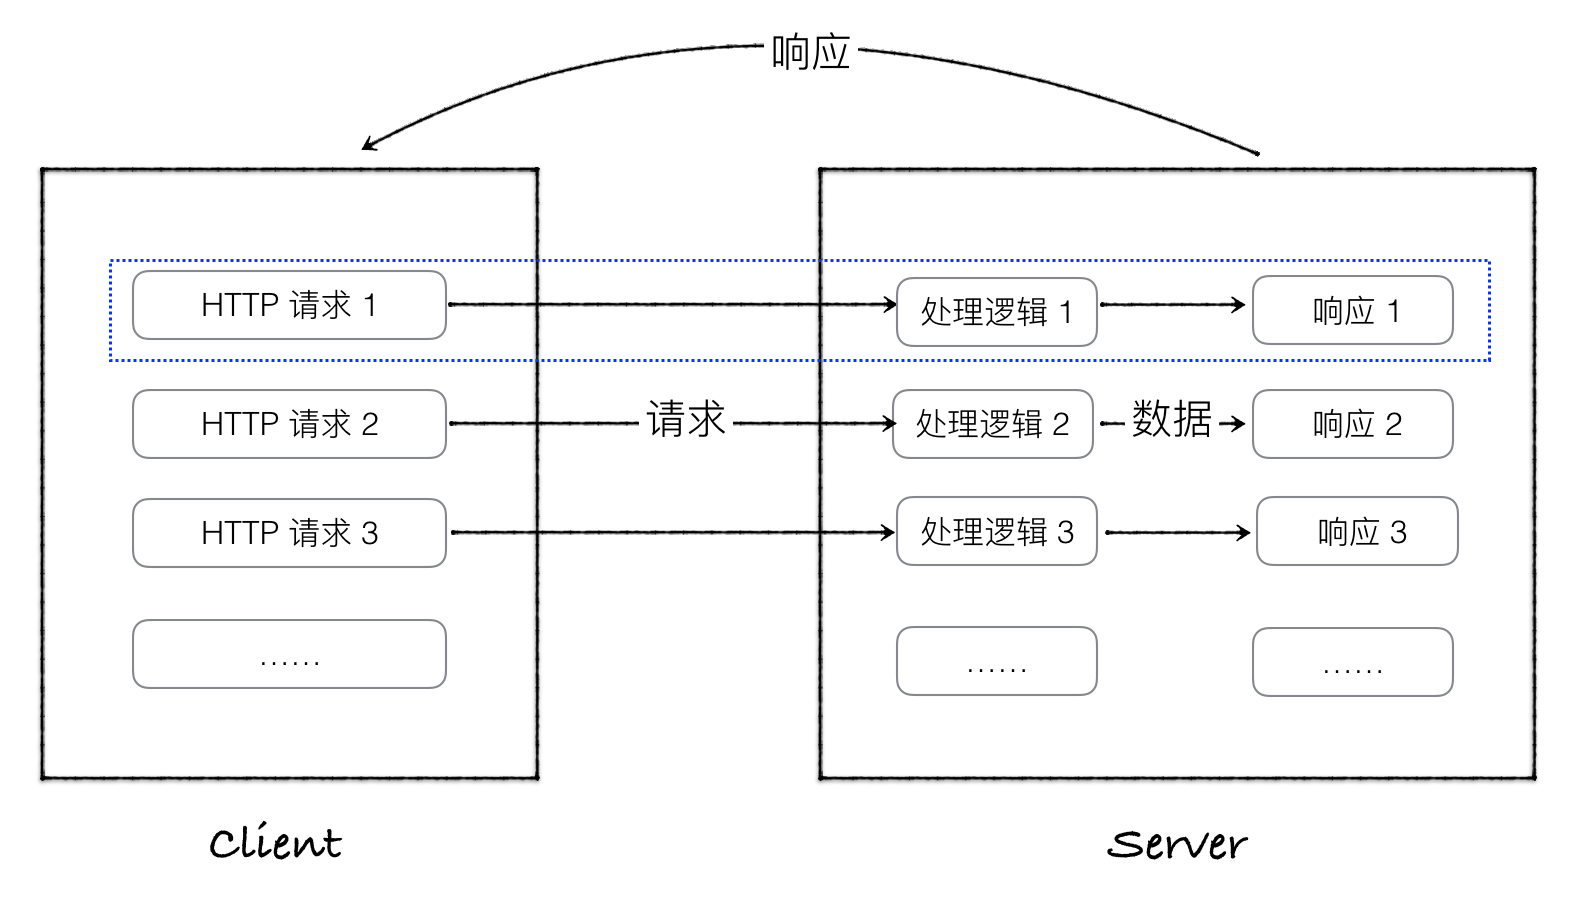 响应
HTTP 请求 1
处理逻辑 1
响应 1
HTTP 请求 2
请求
处理逻辑 2
数据
响应 2
HTTP 请求 3
处理逻辑 3
响应 3
......
......
......
Client
Server